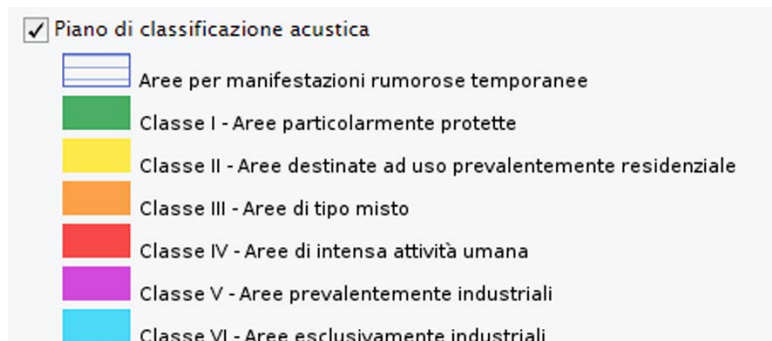 Piano di classificazione acustica
Aree per manifestazioni rumorose temporanee
Classe I - Aree particolarmente protette
Classe II - Aree destinate ad uso prevalentemente residenziale
Classe III - Aree di tipo misto
Classe IV - Aree di intensa attività umana
Classe V - Aree prevalentemente industriali
Classe VI - Aree esclusivamente industriali